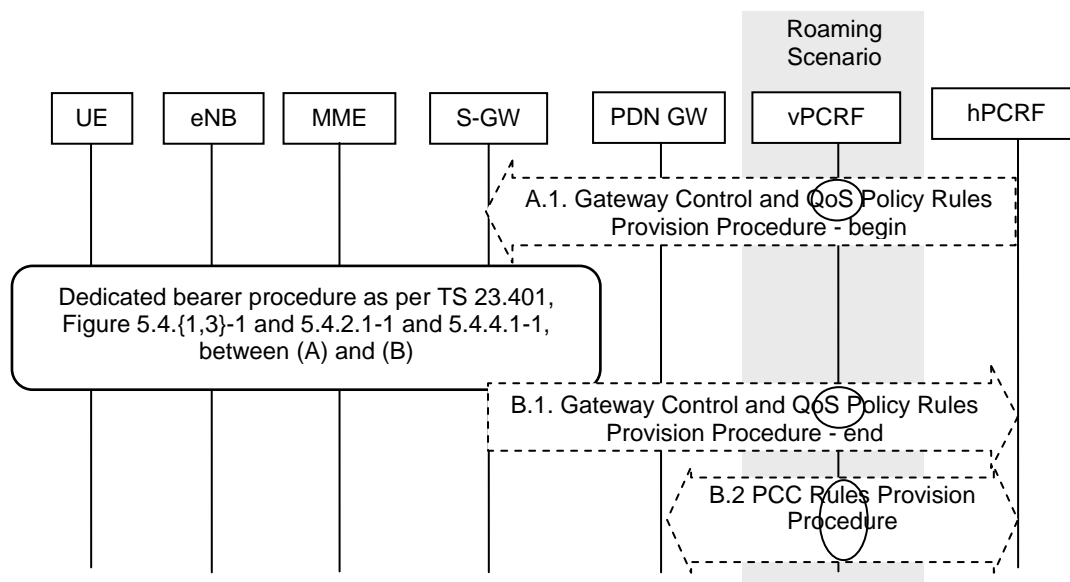 Roaming
Scenario
UE
eNB
MME
S-GW
PDN GW
vPCRF
hPCRF
A.1. Gateway Control and QoS Policy Rules
Provision Procedure - begin
Dedicated bearer procedure as per TS 23.401,
Figure 5.4.{1,3}-1 and 5.4.2.1-1 and 5.4.4.1-1,
between (A) and (B)
B.1. Gateway Control and QoS Policy Rules
Provision Procedure - end
B.2 PCC Rules Provision
Procedure